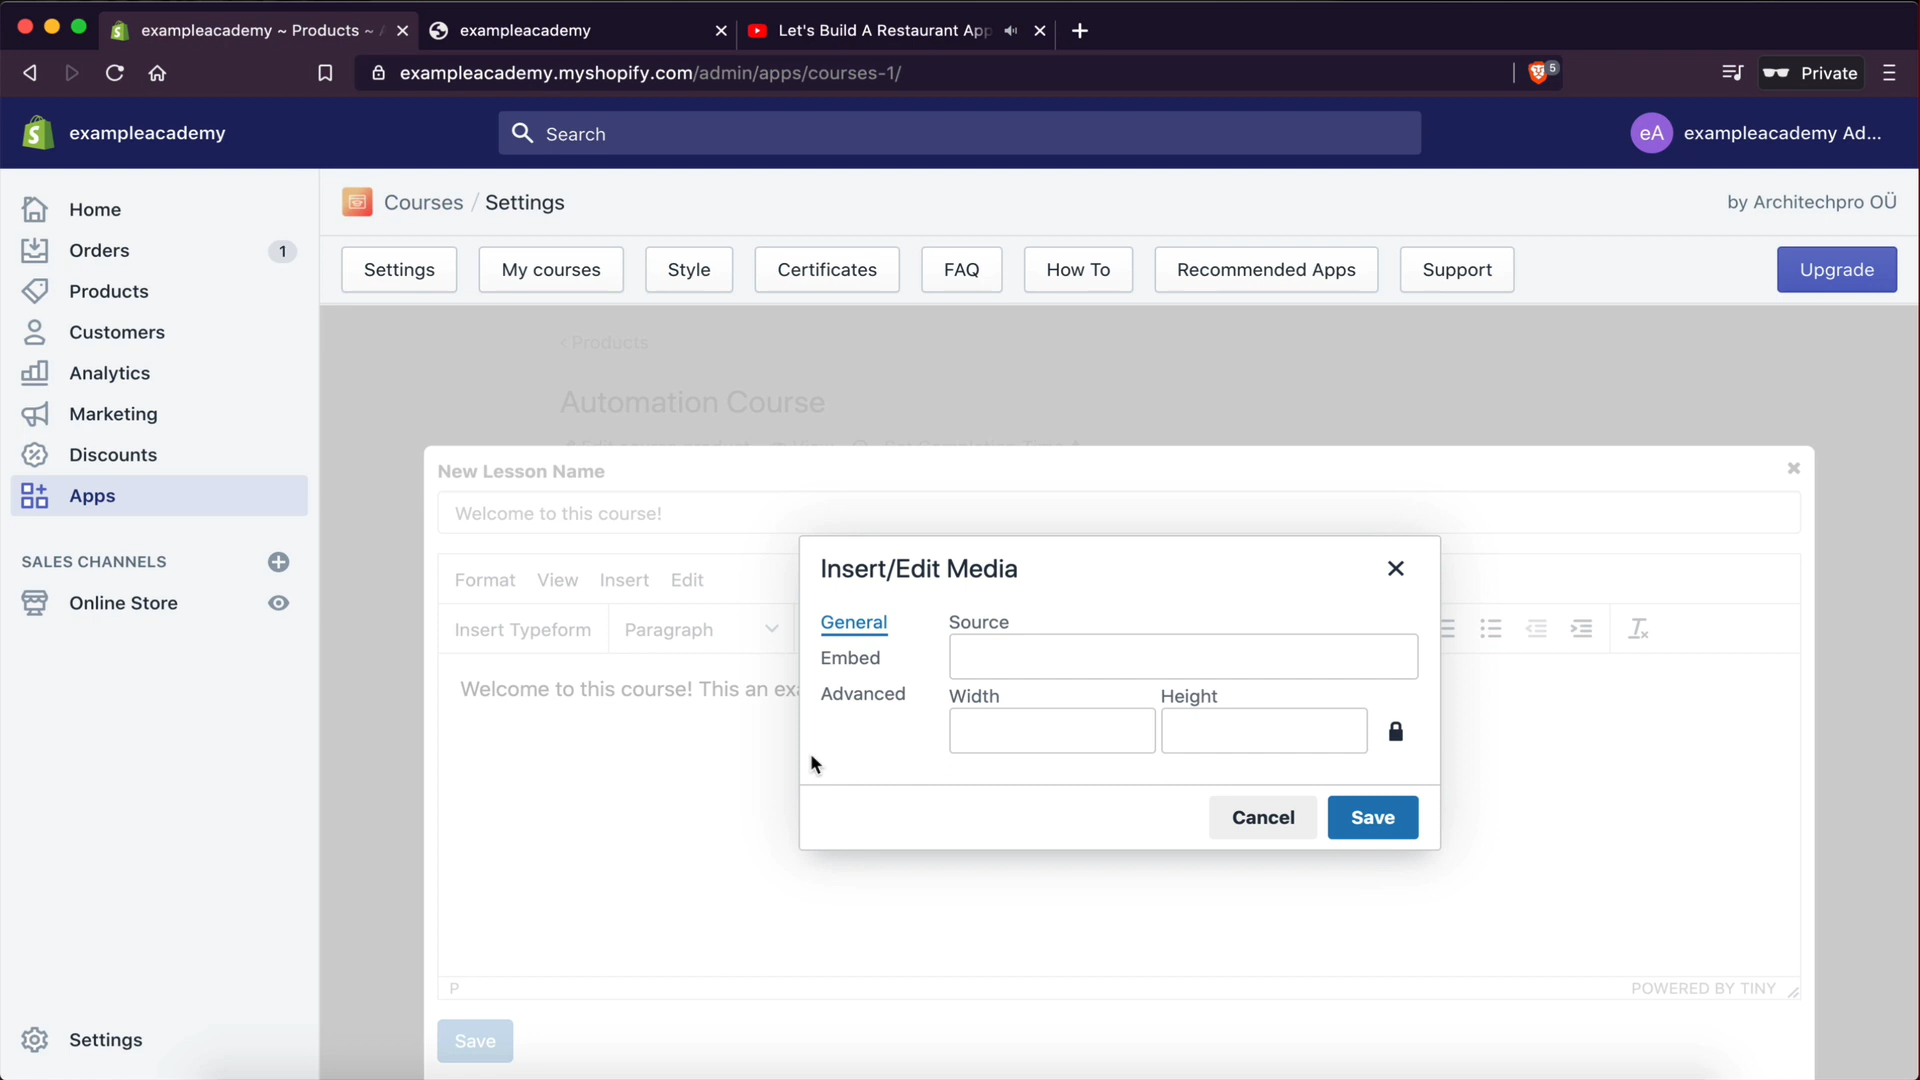 exampleacademy ~ Products ~
exampleacademy
Let's Build A Restaurant App
exampleacademy.myshopify.com/admin/apps/courses-1/
5
Private
exampleacademy
Search
eA
exampleacademy Ad...
Home
Orders
1
Products
Customers
Analytics
Marketing
Discounts
Apps
SALES CHANNELS
Online Store
Settings
Courses / Settings
by Architechpro OÜ
Settings
My courses
Style
Certificates
FAQ
How To
Recommended Apps
Support
Upgrade
‹ Products
Automation Course
New Lesson Name
Welcome to this course!
Format View Insert Edit
Insert Typeform
Paragraph
Welcome to this course! This an exa
Insert/Edit Media
General
Embed
Advanced
Source
Width
Height
Cancel
Save
P
POWERED BY TINY
Save